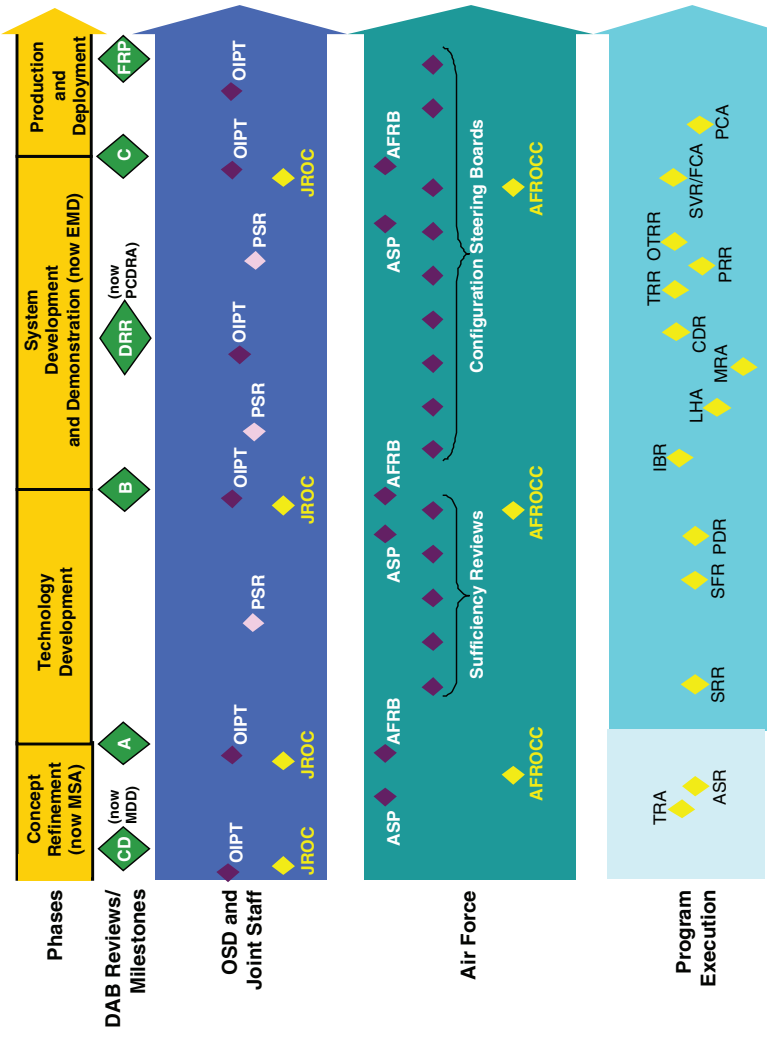 Phases
Concept
Refinement
(now MSA)
Technology
Development
System
Development
and Demonstration (now EMD)
Production
and
Deployment
DAB Reviews/
Milestones
CD
(now
MDD)
A
B
DRR
(now
PCDRA)
C
FRP
OSD and
Joint Staff
OIPT
OIPT
PSR
OIPT
PSR
OIPT
PSR
OIPT
OIPT
JROC
JROC
JROC
JROC
Air Force
ASP
AFRB
ASP
AFRB
ASP
AFRB
Sufficiency Reviews
Configuration Steering Boards
AFROCC
AFROCC
AFROCC
Program
Execution
TRA
ASR
SRR
SFR
PDR
IBR
LHA
MRA
CDR
TRR
PRR
OTRR
SVR/FCA
PCA